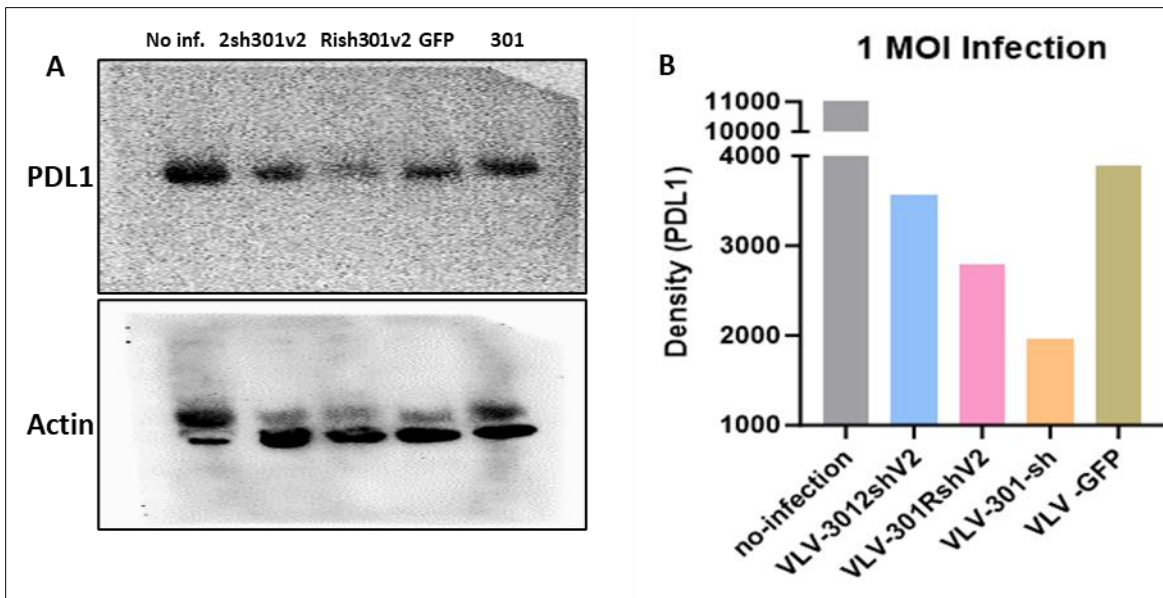 A
No inf. 2sh301v2 Rish301v2 GFP 301
PDL1
Actin
B
1 MOI Infection
Density (PDL1)
11000
10000
4000
3000
2000
1000
no-infection
VLV-3012shV2
VLV-301RshV2
VLV-301-sh
VLV -GFP